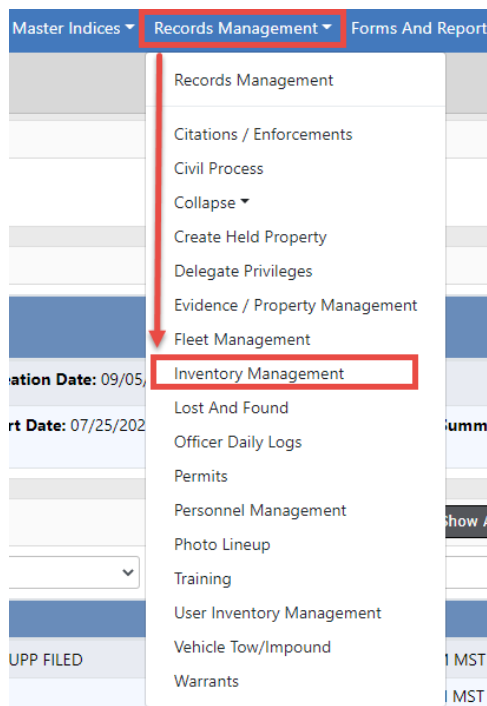 Master Indices Records Management Forms And Report
Records Management
Citations / Enforcements
Civil Process
Collapse
Create Held Property
Delegate Privileges
Evidence / Property Management
Fleet Management
Inventory Management
eation Date: 09/05/
Lost And Found
rt Date: 07/25/202
Summ
Officer Daily Logs
Permits
Personnel Management
Show A
Photo Lineup
Training
User Inventory Management
Vehicle Tow/Impound
UPP FILED
M MST
Warrants
M MST